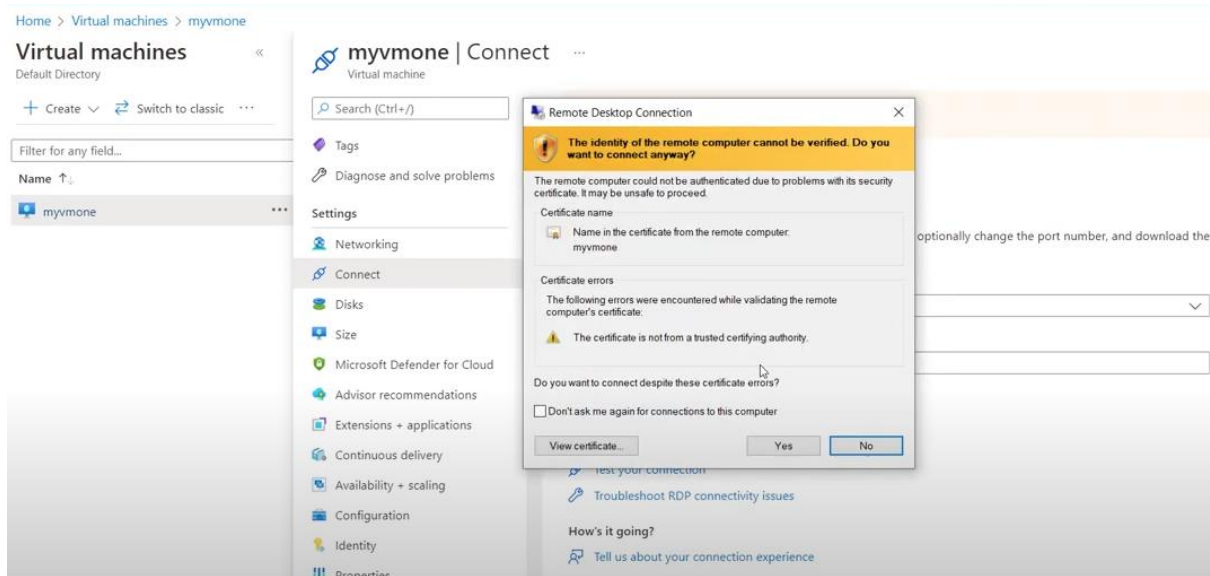 Home > Virtual machines > myvmone
Virtual machines
Default Directory
Create
Switch to classic
Filter for any field...
Name
myvmone
myvmone | Connect
Virtual machine
Search (Ctrl+/)
Tags
Diagnose and solve problems
Settings
Networking
Connect
Disks
Size
Microsoft Defender for Cloud
Advisor recommendations
Extensions + applications
Continuous delivery
Availability + scaling
Configuration
Identity
Properties
Remote Desktop Connection
The identity of the remote computer cannot be verified. Do you
want to connect anyway?
The remote computer could not be authenticated due to problems with its security
certificate. It may be unsafe to proceed.
Certificate name
Name in the certificate from the remote computer:
myvmone
Certificate errors
The following errors were encountered while validating the remote
computer's certificate:
The certificate is not from a trusted certifying authority.
Do you want to connect despite these certificate errors?
Don't ask me again for connections to this computer
View certificate...
Yes
No
optionally change the port number, and download the
Test your connection
Troubleshoot RDP connectivity issues
How's it going?
Tell us about your connection experience